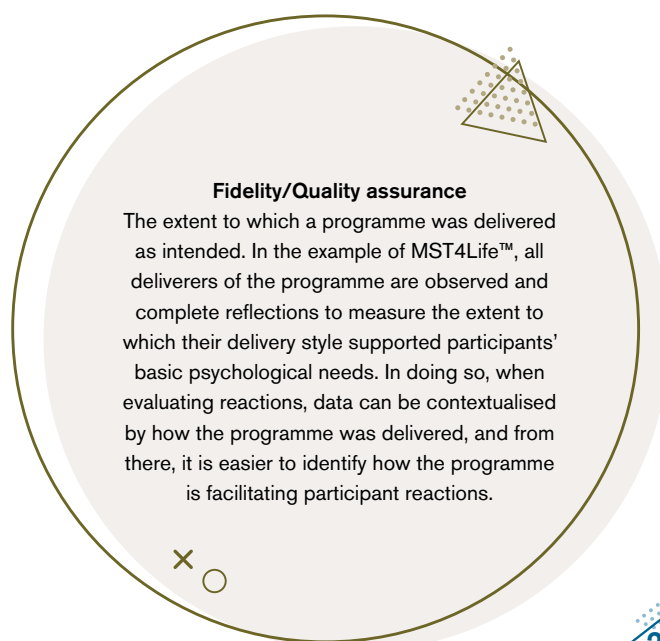 Fidelity/Quality assurance
The extent to which a programme was delivered
as intended. In the example of MST4Life™, all
deliverers of the programme are observed and
complete reflections to measure the extent to
which their delivery style supported participants’
basic psychological needs. In doing so, when
evaluating reactions, data can be contextualised
by how the programme was delivered, and from
there, it is easier to identify how the programme
is facilitating participant reactions.